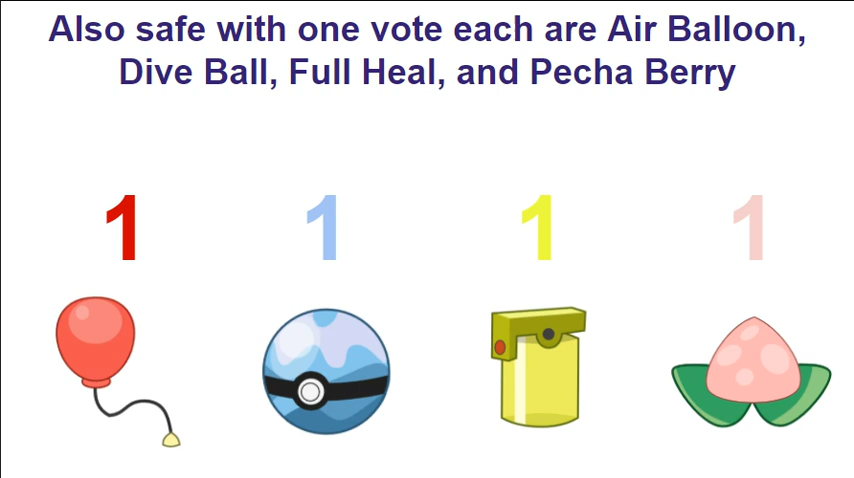 Also safe with one vote each are Air Balloon,
Dive Ball, Full Heal, and Pecha Berry
1 1 1 1